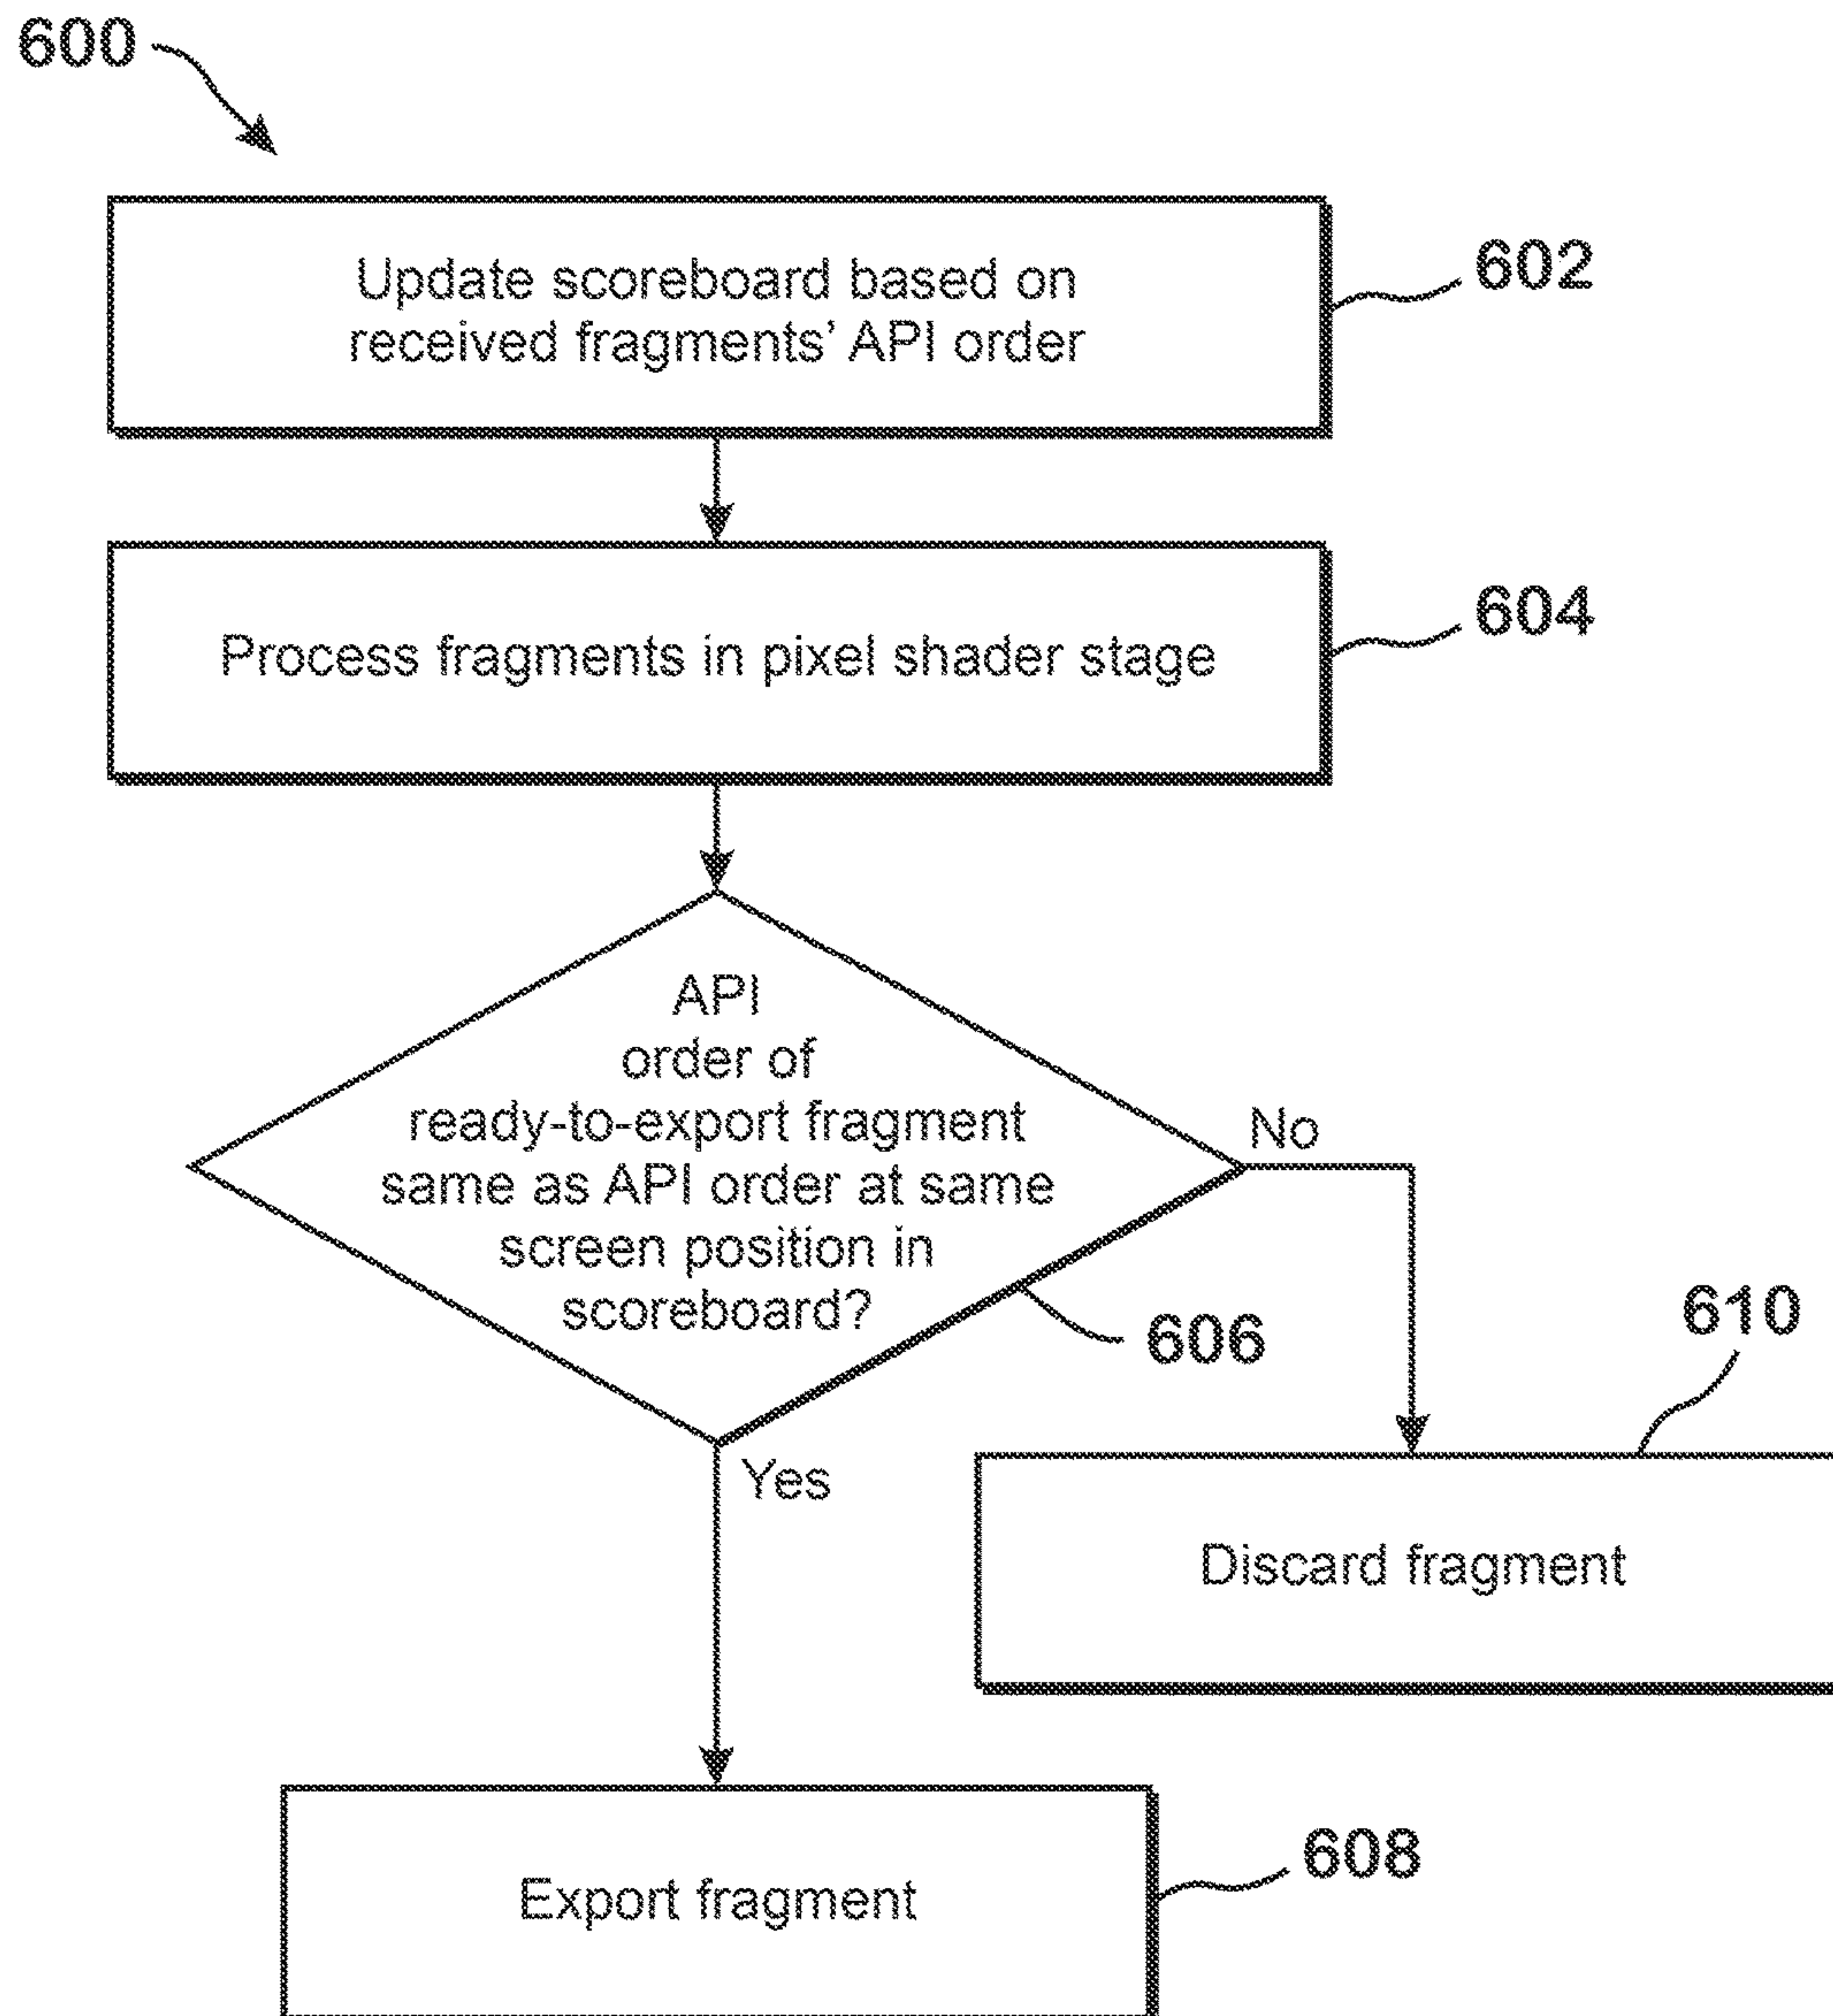 600
Update scoreboard based on
received fragments' API order
602
Process fragments in pixel shader stage
604
API
order of
ready-to-export fragment
same as API order at same
screen position in
scoreboard?
No
606
610
Yes
Discard fragment
Export fragment
608